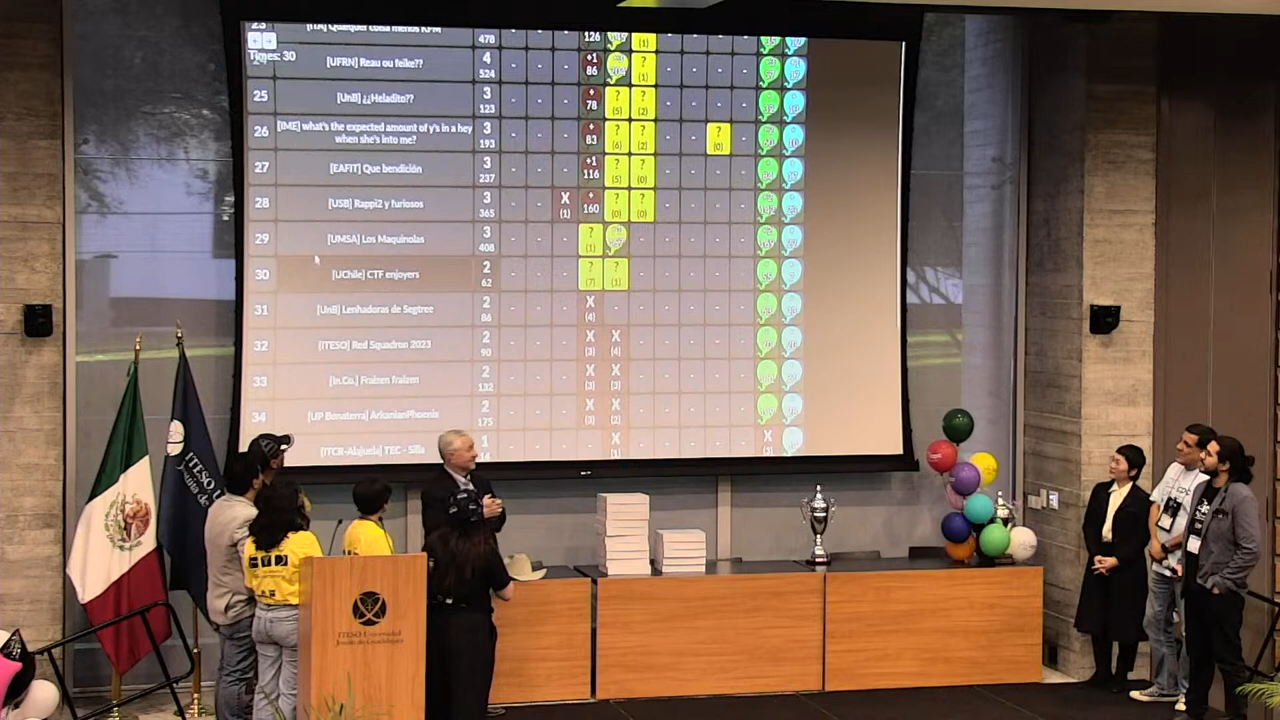 23 [ITA] Qualquer coisa menos KFM 478 - - - 126 (1) - - - -
Times: 30
24 [UFRN] Reau ou feike?? 4 524 - - - +1 86 ? (1) - - - -
25 [UnB] ¿¿Heladito?? 3 123 - - - + 78 ? (5) ? (2) - - - -
26 [IME] what's the expected amount of y's in a hey when she's into me? 3 193 - - - + 83 ? (6) ? (2) - - ? (0) -
27 [EAFIT] Que bendición 3 237 - - - +1 116 ? (5) ? (0) - - - -
28 [USB] Rappi2 y furiosos 3 365 - - X (1) + 160 ? (0) ? (0) - - - -
29 [UMSA] Los Maquinolas 3 408 - - - ? (1) - - - - -
30 [UChile] CTF enjoyers 2 62 - - - ? (7) ? (1) - - - - -
31 [UnB] Lenhadoras de Segtree 2 86 - - - X (4) - - - - - -
32 [ITESO] Red Squadron 2023 2 90 - - - X (3) X (4) - - - - -
33 [In.Co.] Fraizen fraizen 2 132 - - - X (3) X (3) - - - - -
34 [UP Bonaterra] ArkanianPhoenix 2 175 - - - X (3) X (2) - - - - -
[ITCR-Alajuela] TEC - Silla 1 14 - - - - X (1) - - - - - X
ITESO
ITESO Universidad
Jesuita de Guadalajara